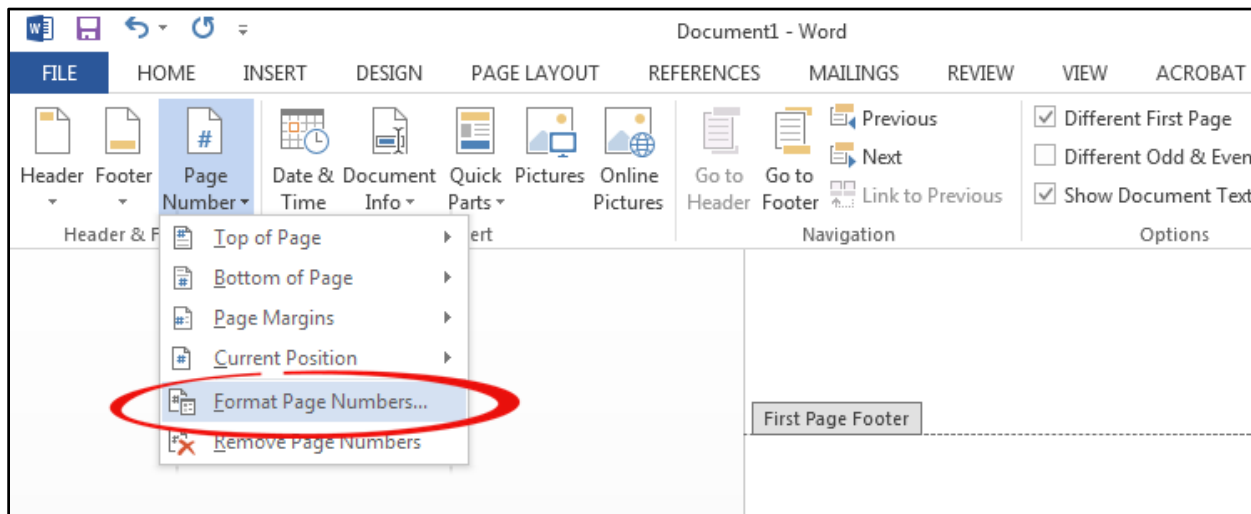 Document1 - Word
FILE HOME INSERT DESIGN PAGE LAYOUT REFERENCES MAILINGS REVIEW VIEW ACROBAT
Header Footer Page Number Date & Time Document Info Quick Parts Pictures Online Pictures Go to Header Go to Footer
Previous
Next
Link to Previous
Different First Page
Different Odd & Even
Show Document Text
Header & F ert Navigation Options
Top of Page
Bottom of Page
Page Margins
Current Position
Format Page Numbers...
Remove Page Numbers
First Page Footer